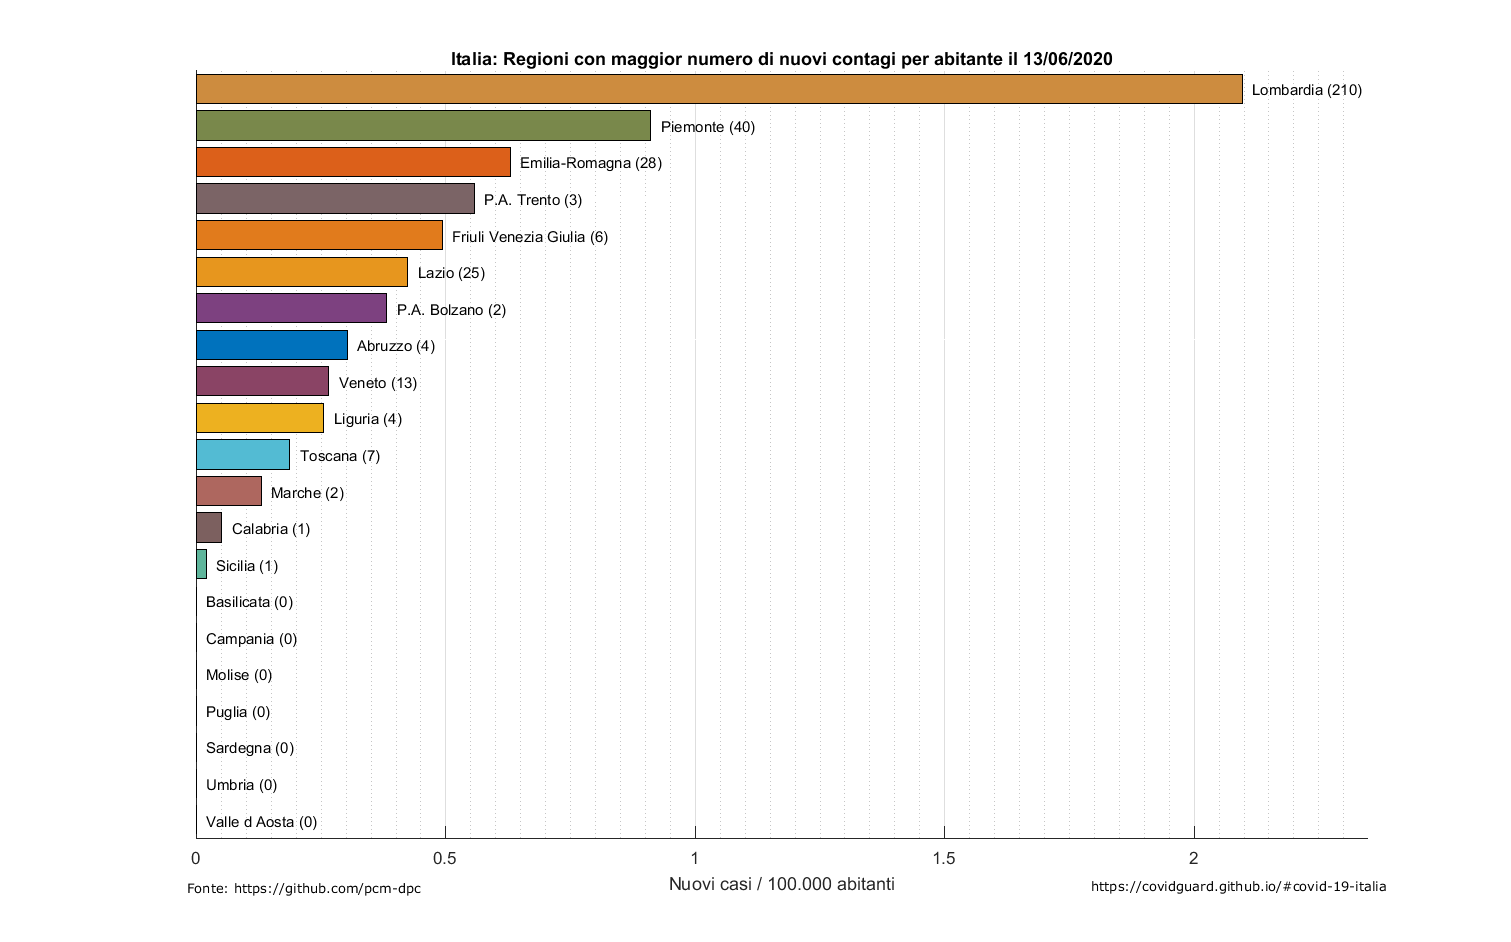 Italia: Regioni con maggior numero di nuovi contagi per abitante il 13/06/2020
Lombardia (210)
Piemonte (40)
Emilia-Romagna (28)
P.A. Trento (3)
Friuli Venezia Giulia (6)
Lazio (25)
P.A. Bolzano (2)
Abruzzo (4)
Veneto (13)
Liguria (4)
Toscana (7)
Marche (2)
Calabria (1)
Sicilia (1)
Basilicata (0)
Campania (0)
Molise (0)
Puglia (0)
Sardegna (0)
Umbria (0)
Valle d Aosta (0)
0 0.5 1 1.5 2
Nuovi casi / 100.000 abitanti
Fonte: https://github.com/pcm-dpc
https://covidguard.github.io/#covid-19-italia